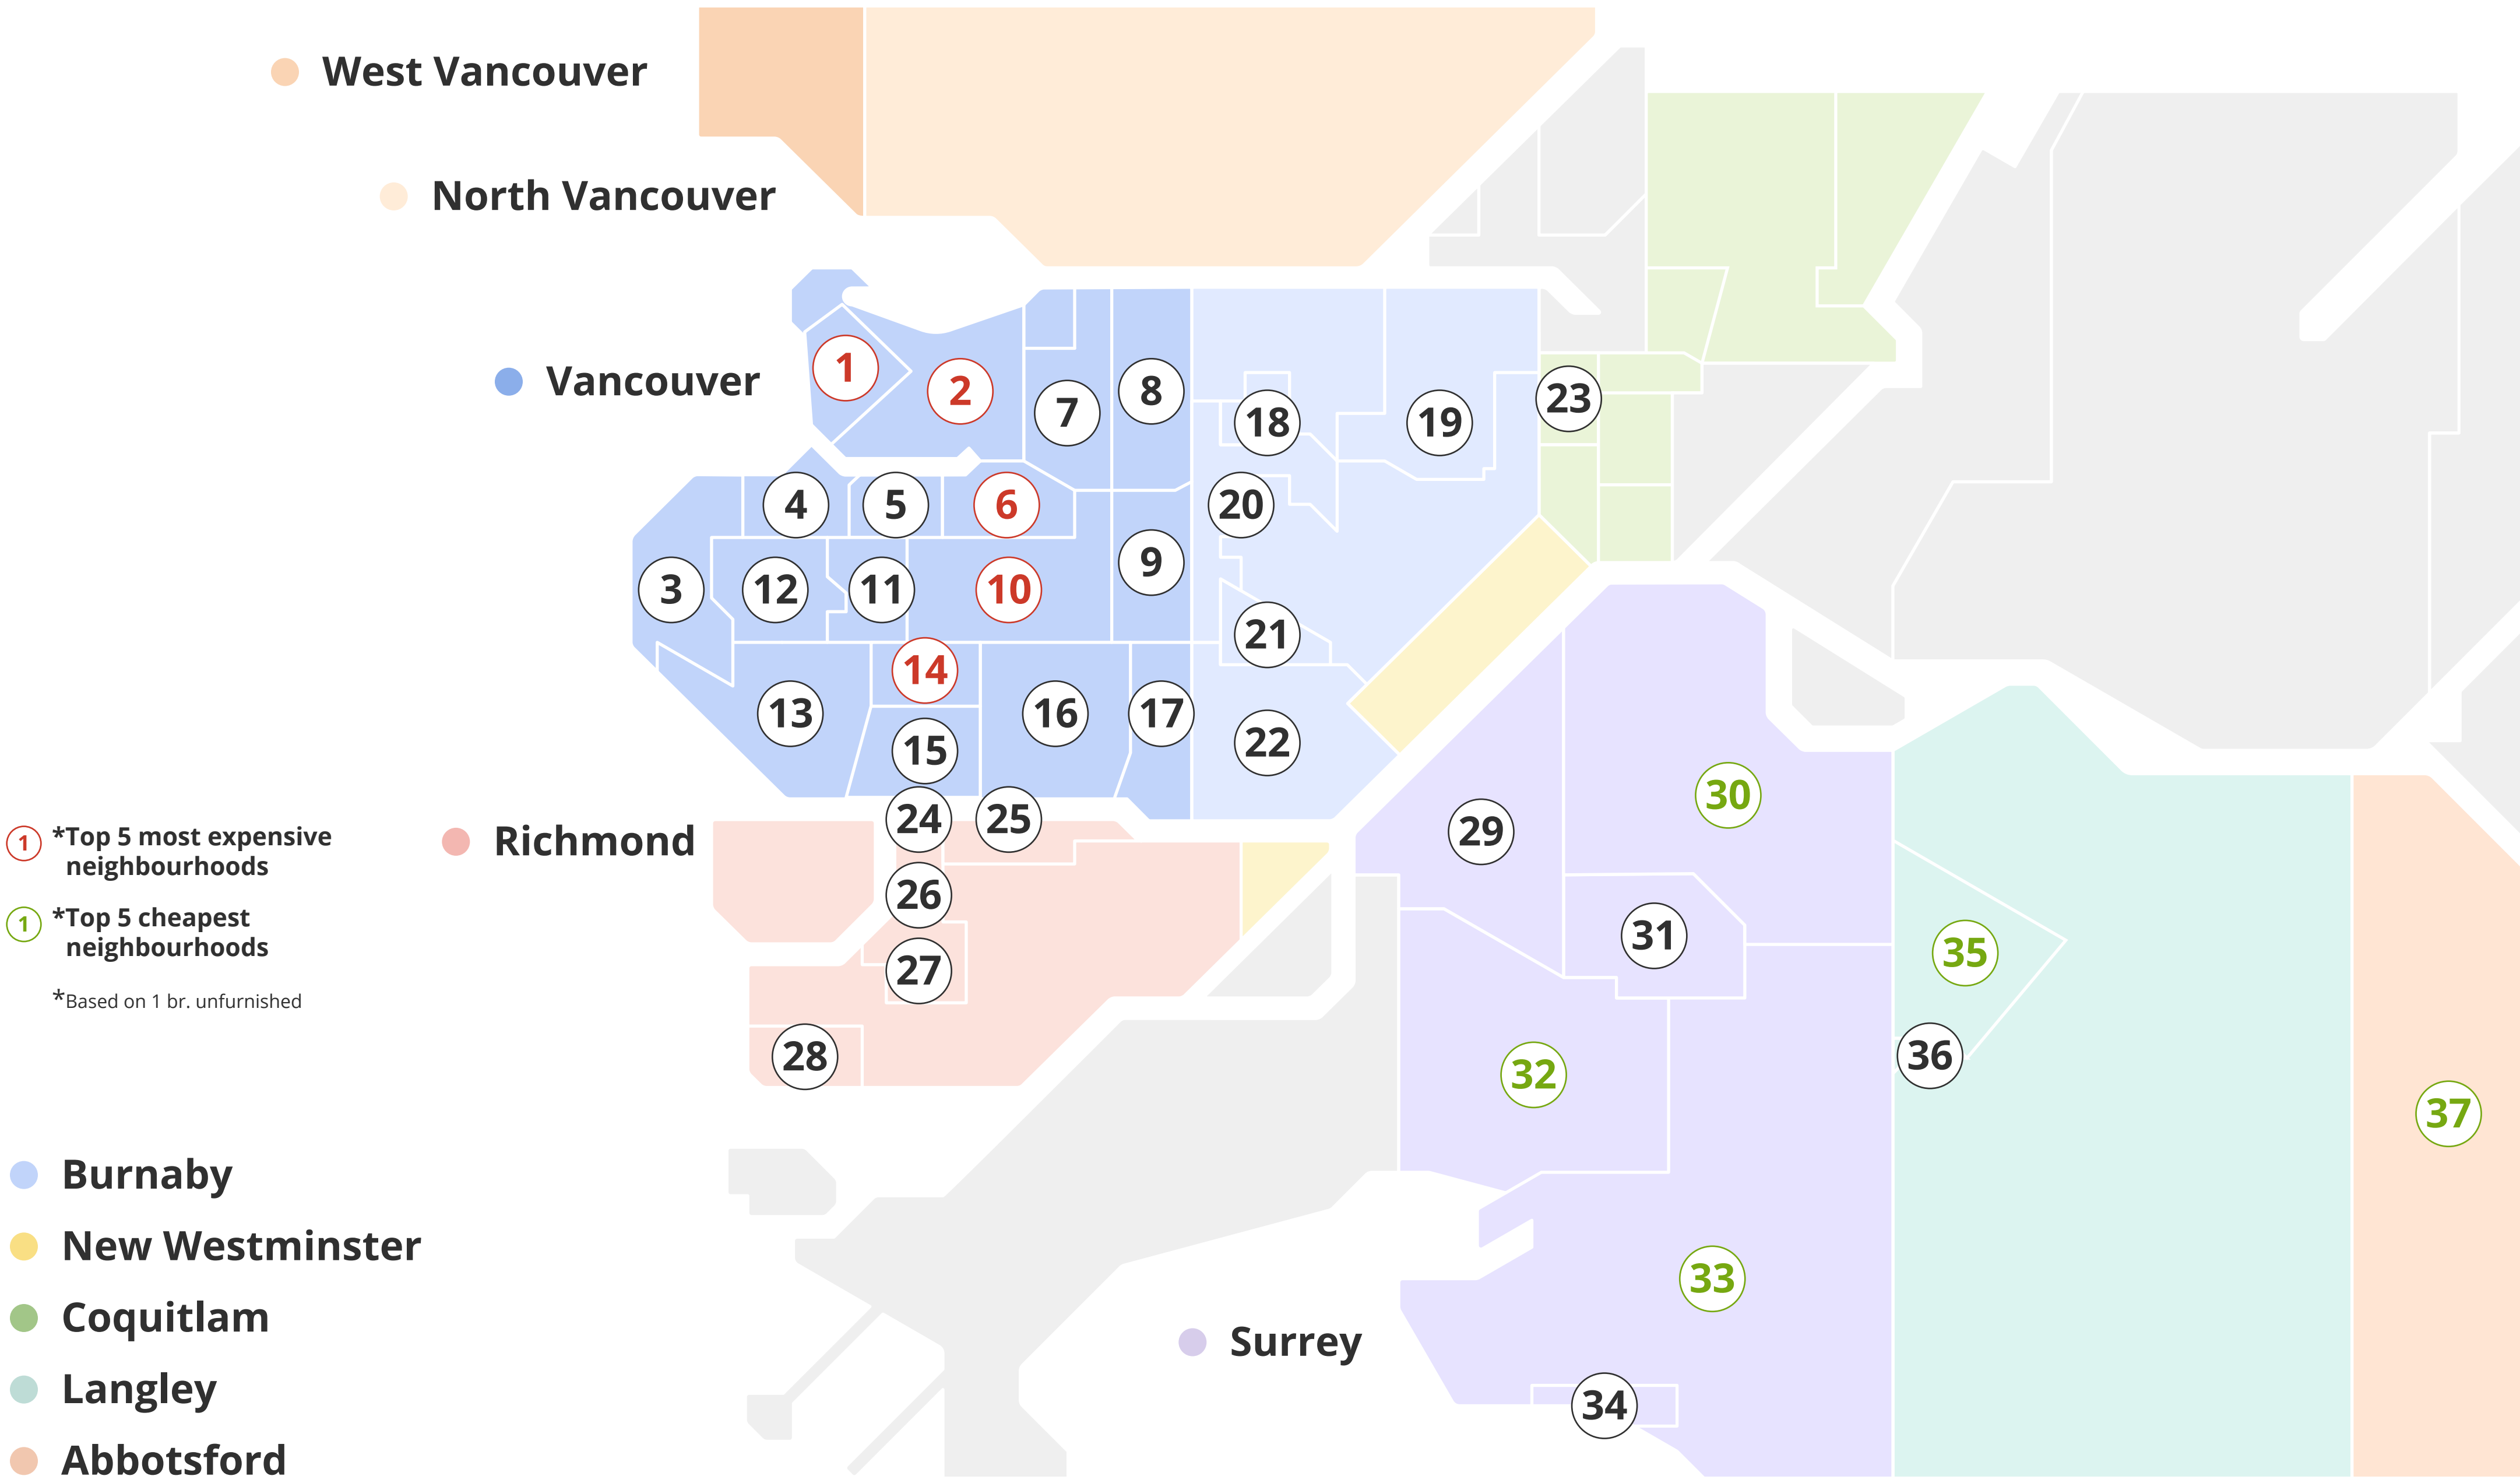 West Vancouver
North Vancouver
Vancouver
1
2
7
8
18
19
23
4
5
6
20
3
12
11
10
9
21
14
13
16
17
15
22
24
25
*Top 5 most expensive
neighbourhoods
1
Richmond
29
30
26
*Top 5 cheapest
neighbourhoods
1
31
35
27
*Based on 1 br. unfurnished
28
32
36
37
Burnaby
New Westminster
33
Coquitlam
Surrey
Langley
34
Abbotsford